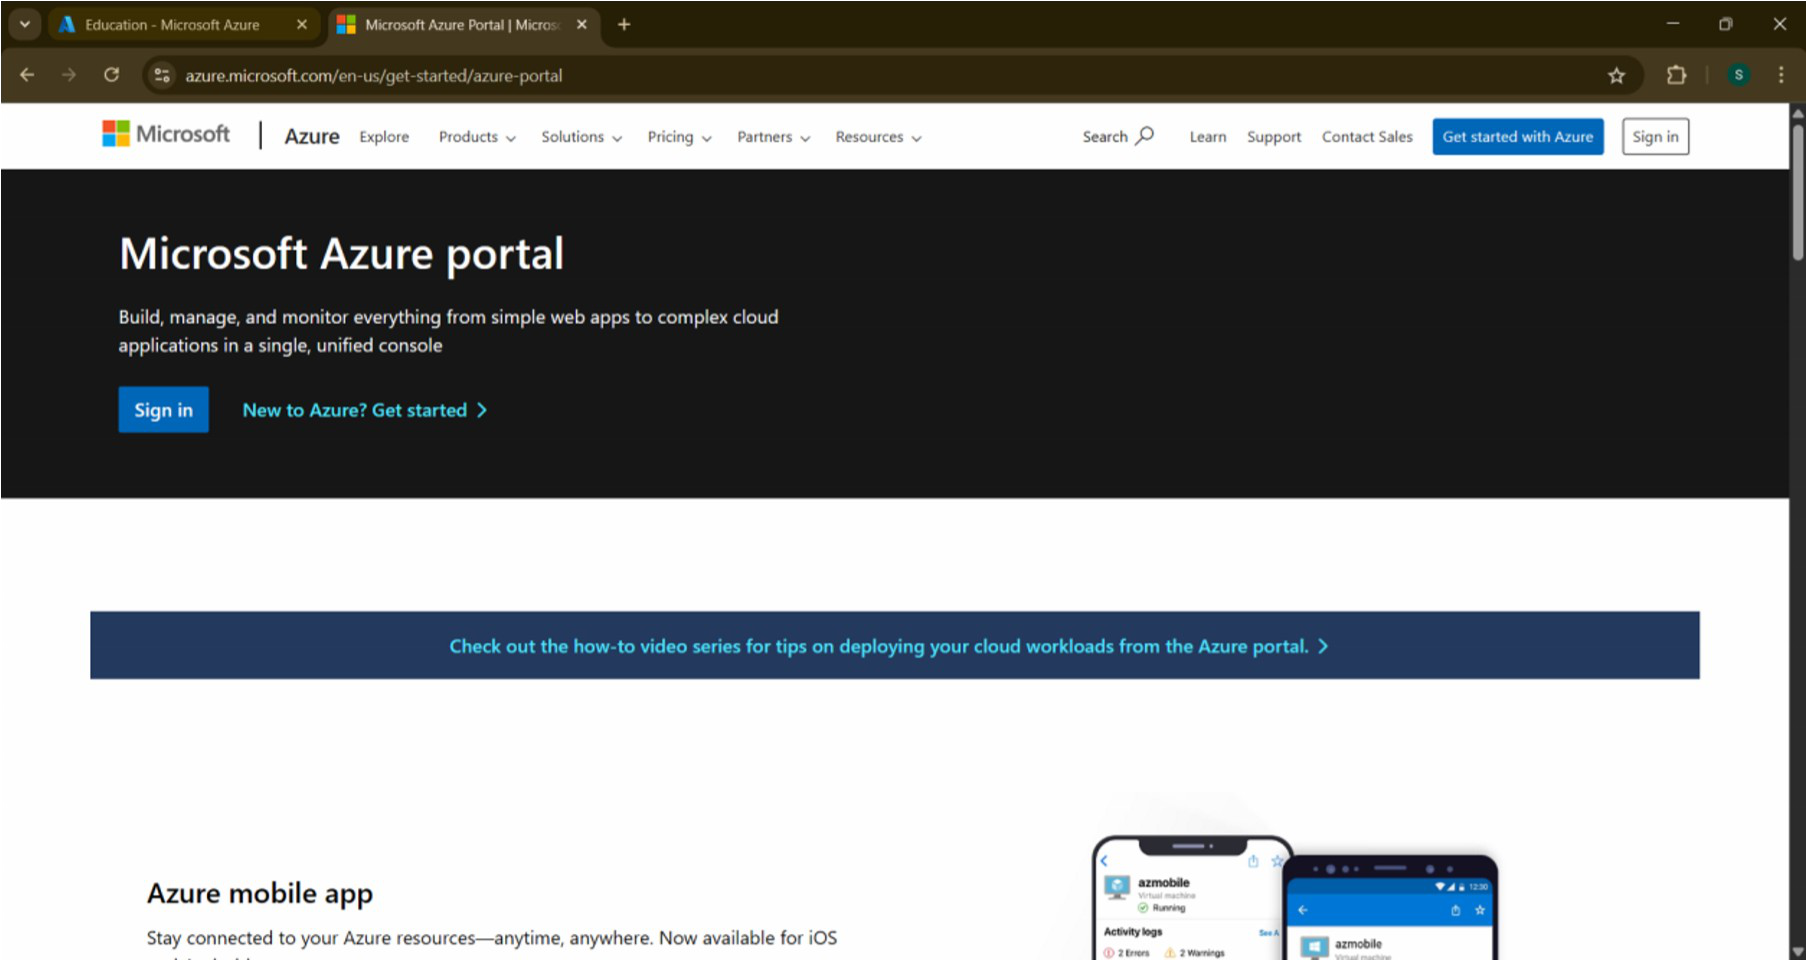 Education - Microsoft Azure
Microsoft Azure Portal | Micros
azure.microsoft.com/en-us/get-started/azure-portal
S
Microsoft
Azure Explore Products Solutions Pricing Partners Resources Search Learn Support Contact Sales Get started with Azure Sign in
Microsoft Azure portal
Build, manage, and monitor everything from simple web apps to complex cloud
applications in a single, unified console
Sign in New to Azure? Get started
Check out the how-to video series for tips on deploying your cloud workloads from the Azure portal.
Azure mobile app
Stay connected to your Azure resources—anytime, anywhere. Now available for iOS
azmobile
Virtual machine
Running
Activity logs See A
2 Errors 2 Warnings
12:30
azmobile
Virtual machine